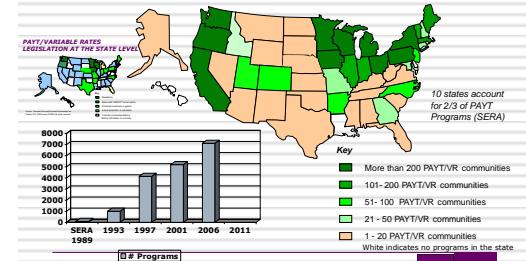 PAYT/VARIABLE RATES
LEGISLATION AT THE STATE LEVEL
10 states account
for 2/3 of PAYT
Programs (SERA)
8000
7000
6000
5000
4000
3000
2000
1000
0
SERA 1989
1993
1997
2001
2006
2011
# Programs
Key
More than 200 PAYT/VR communities
101- 200 PAYT/VR communities
51- 100 PAYT/VR communities
21 - 50 PAYT/VR communities
1 - 20 PAYT/VR communities
White indicates no programs in the state